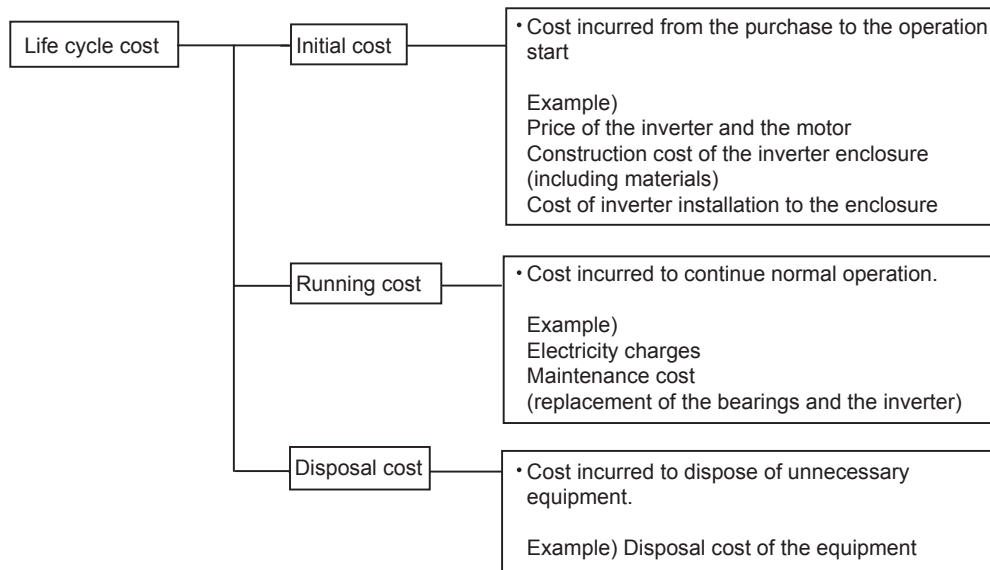 Life cycle cost
Initial cost
・Cost incurred from the purchase to the operation
start
Example)
Price of the inverter and the motor
Construction cost of the inverter enclosure
(including materials)
Cost of inverter installation to the enclosure
Running cost
・Cost incurred to continue normal operation.
Example)
Electricity charges
Maintenance cost
(replacement of the bearings and the inverter)
Disposal cost
・Cost incurred to dispose of unnecessary
equipment.
Example) Disposal cost of the equipment